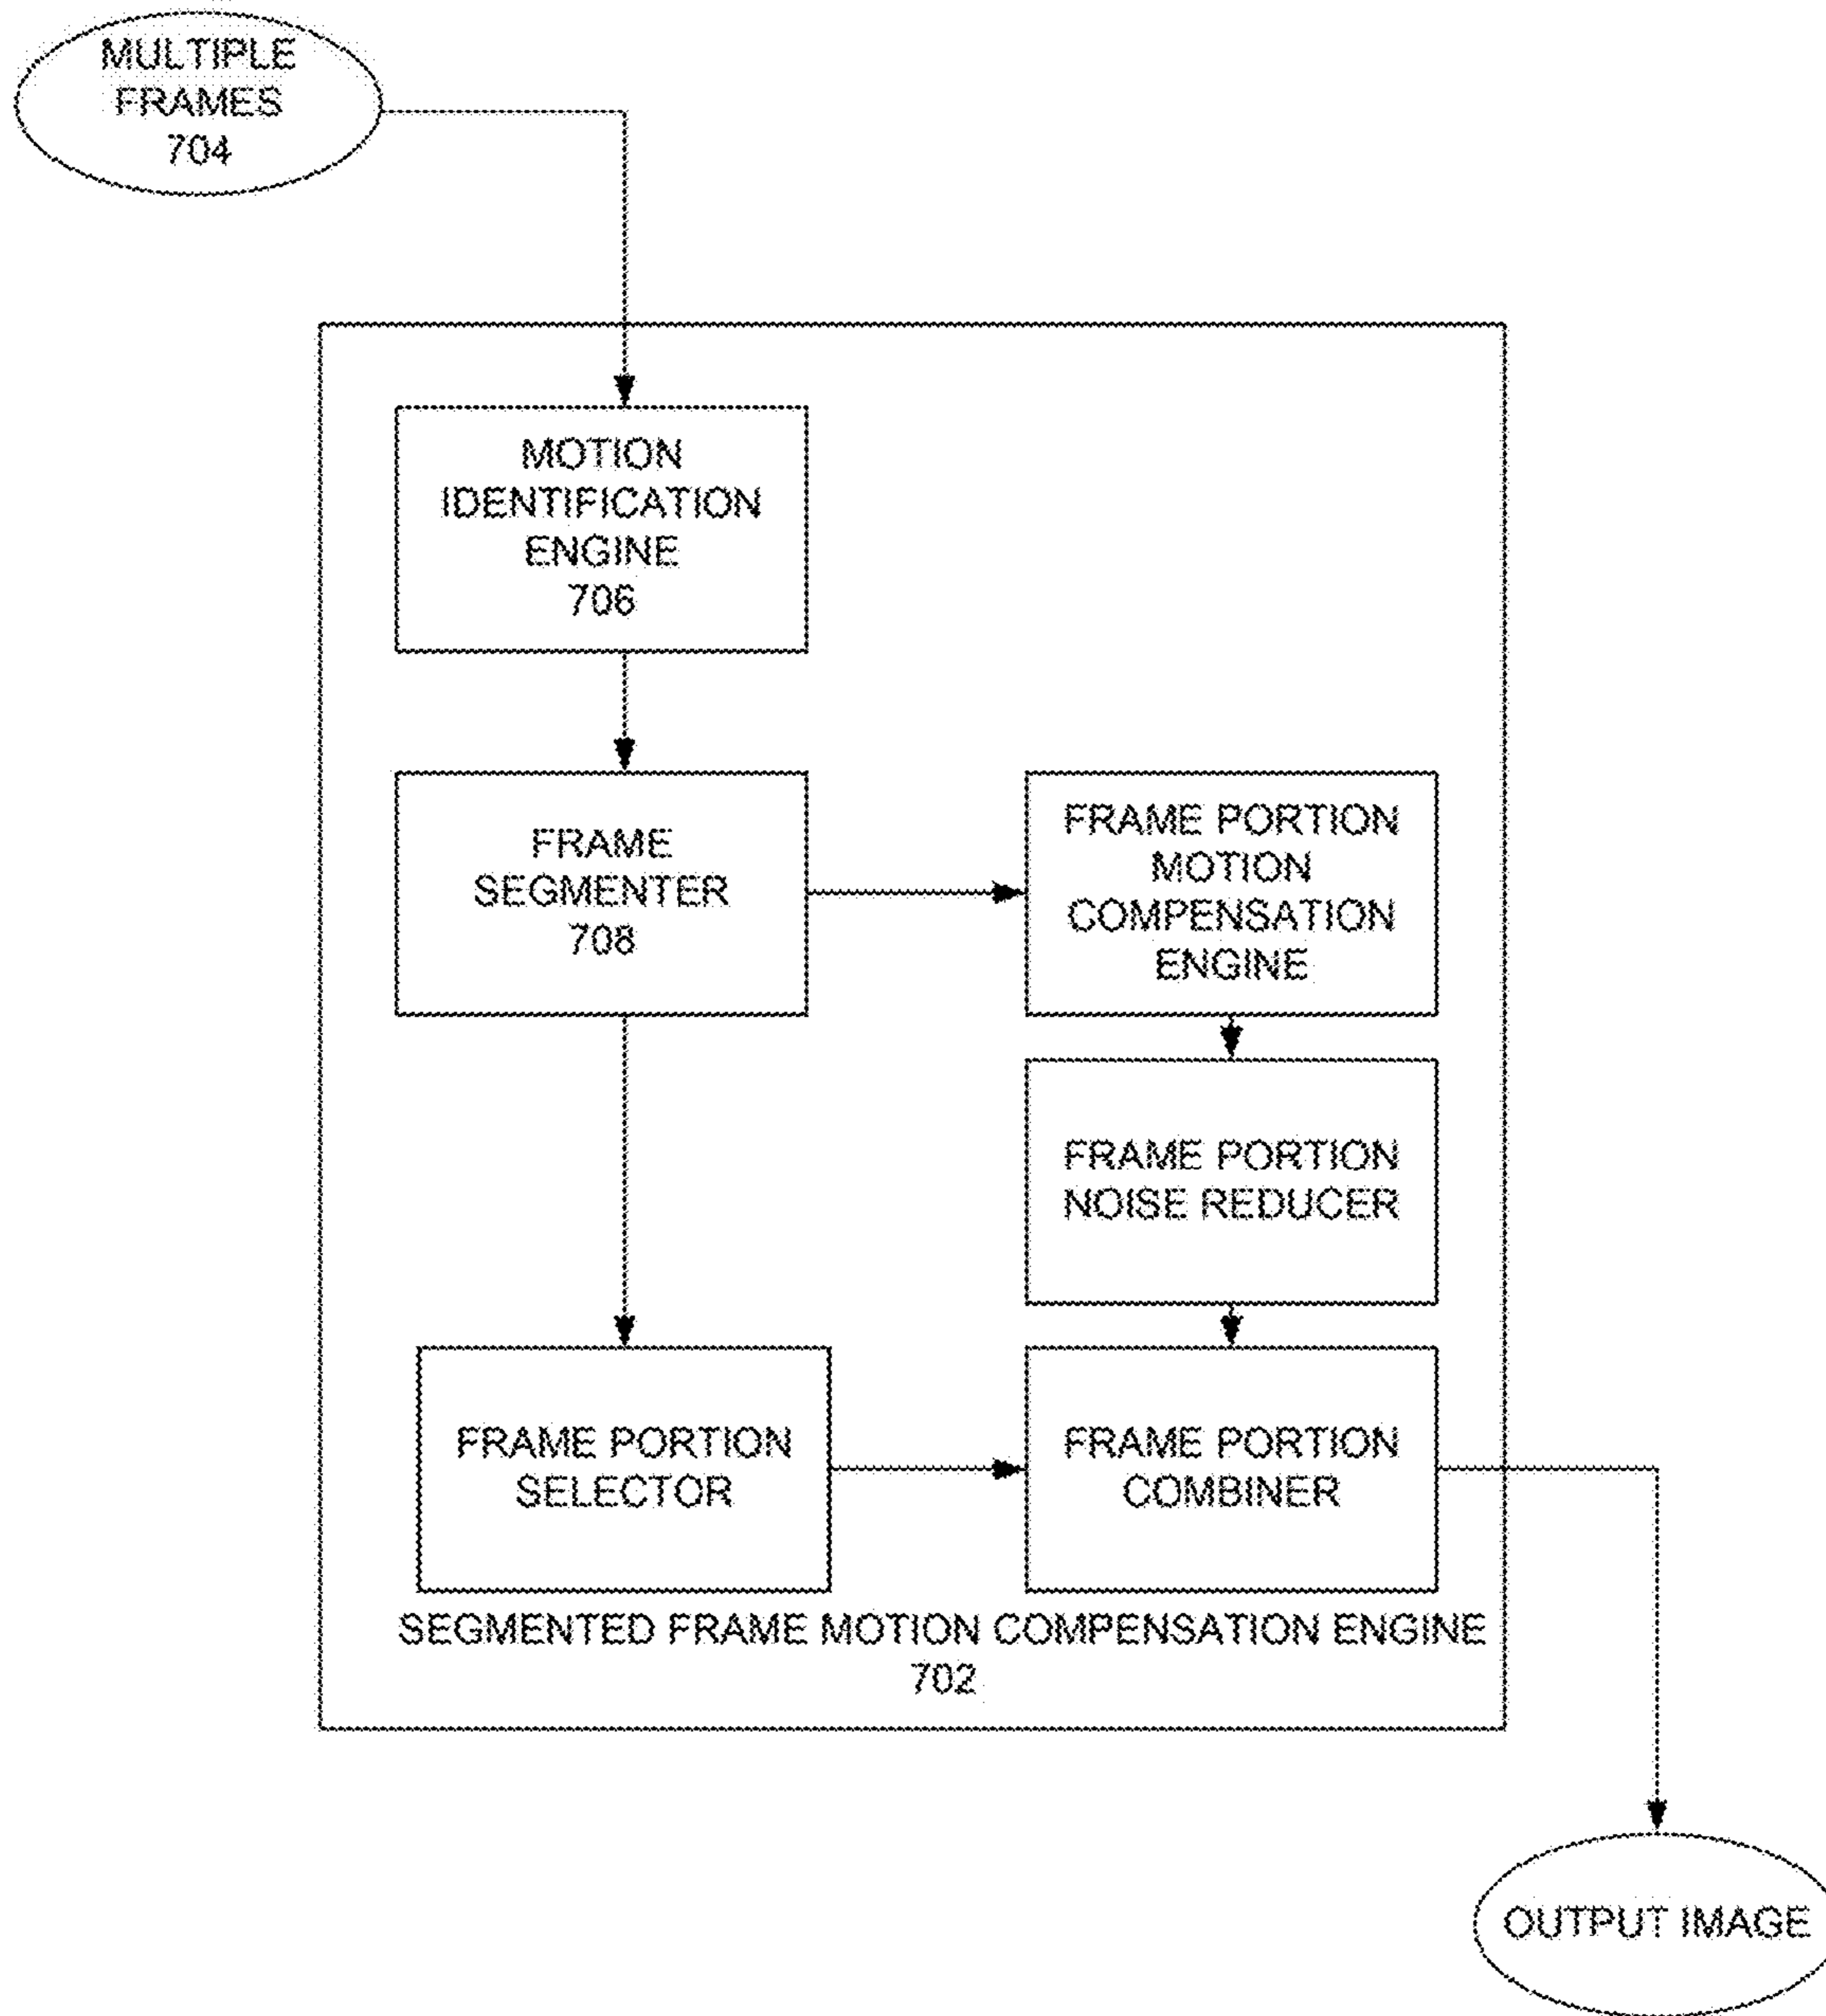 MULTIPLE
FRAMES
704
MOTION
IDENTIFICATION
ENGINE
706
FRAME
SEGMENTER
708
FRAME PORTION
MOTION
COMPENSATION
ENGINE
FRAME PORTION
NOISE REDUCER
FRAME PORTION
SELECTOR
FRAME PORTION
COMBINER
SEGMENTED FRAME MOTION COMPENSATION ENGINE
702
OUTPUT IMAGE